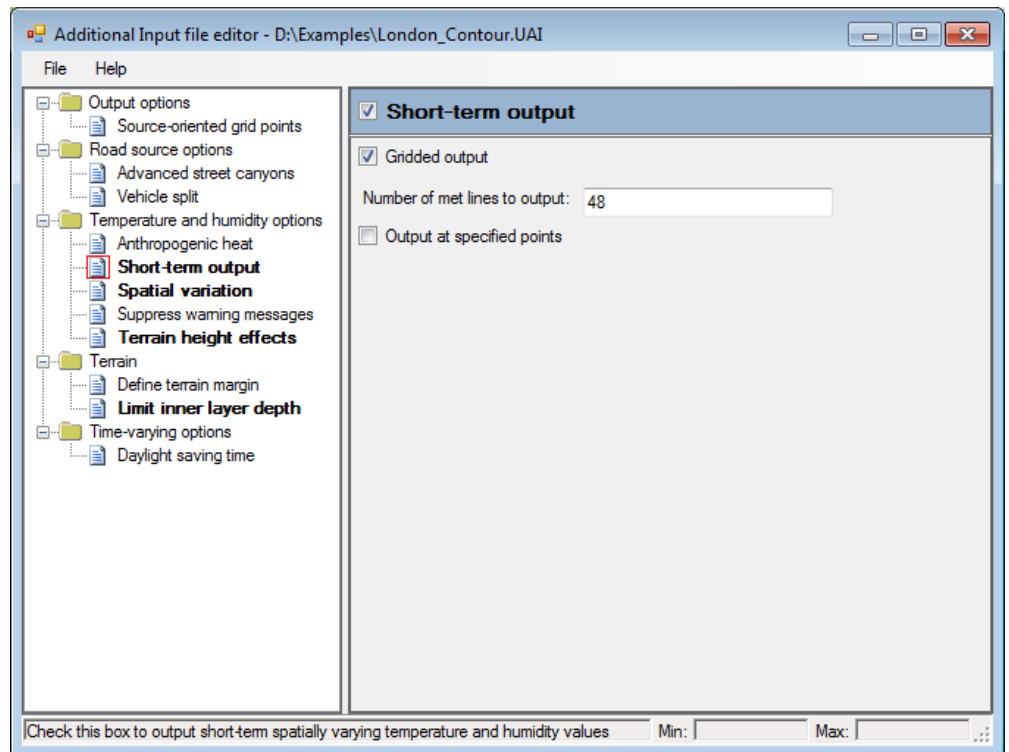 Additional Input file editor - D:\Examples\London_Contour.UAI
File Help
Output options
Source-oriented grid points
Road source options
Advanced street canyons
Vehicle split
Temperature and humidity options
Anthropogenic heat
Short-term output
Spatial variation
Suppress warning messages
Terrain height effects
Terrain
Define terrain margin
Limit inner layer depth
Time-varying options
Daylight saving time
Short-term output
Gridded output
Number of met lines to output: 48
Output at specified points
Check this box to output short-term spatially varying temperature and humidity values Min: Max: